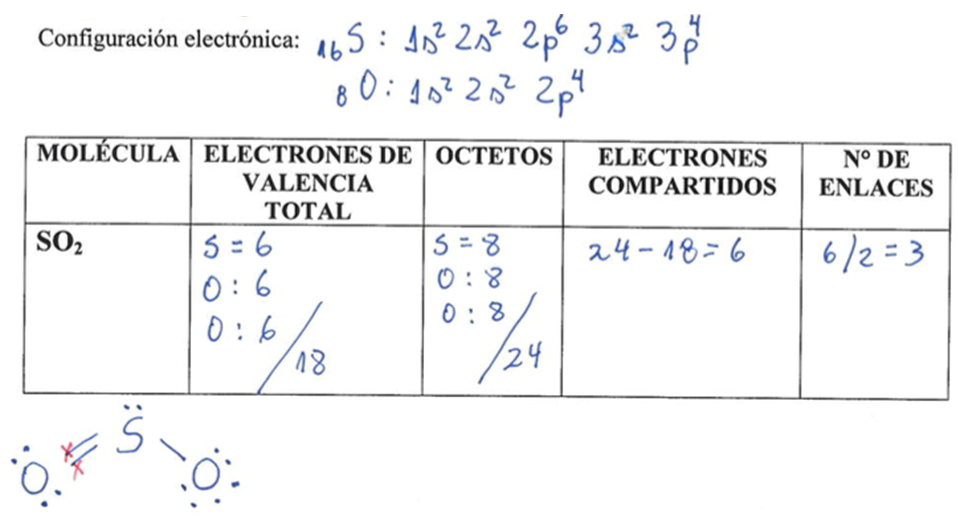 Configuración electrónica: ₁₆S : 1s² 2s² 2p⁶ 3s² 3p⁴
₈O : 1s² 2s² 2p⁴
MOLÉCULA ELECTRONES DE VALENCIA TOTAL OCTETOS ELECTRONES COMPARTIDOS Nº DE ENLACES
SO₂ S = 6 S = 8 24 - 18 = 6 6/2 = 3
O : 6 O : 8
O : 6 O : 8
/18 /24
S
O O